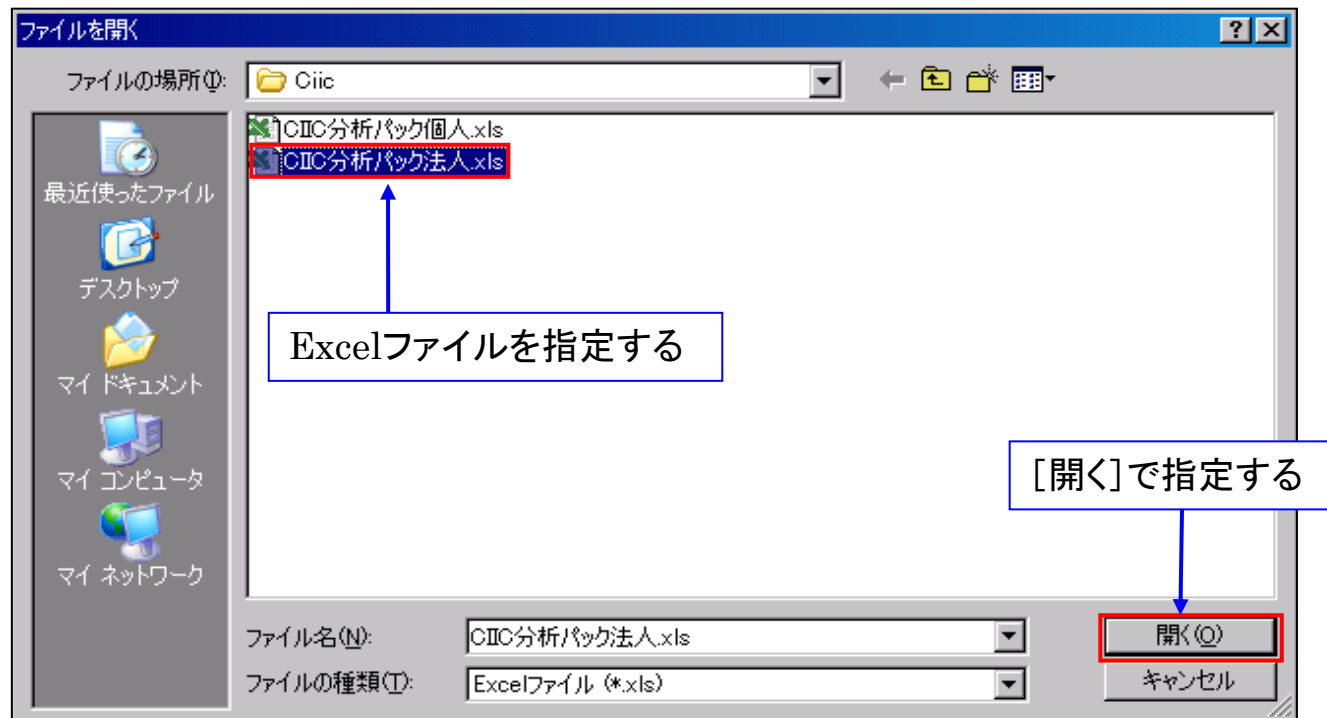 ファイルを開く
ファイルの場所(I):
Ciic
CIIC分析パック個人.xls
CIIC分析パック法人.xls
最近使ったファイル
デスクトップ
マイ ドキュメント
マイ コンピュータ
マイ ネットワーク
Excelファイルを指定する
[開く]で指定する
ファイル名(N):
CIIC分析パック法人.xls
開く(O)
ファイルの種類(T):
Excelファイル (*.xls)
キャンセル